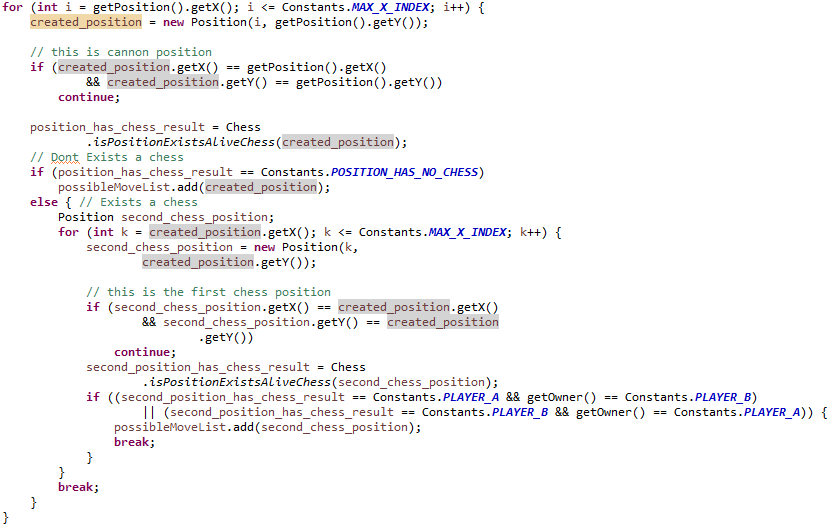 for (int i = getPosition().getX(); i <= Constants.MAX_X_INDEX; i++) {
created_position = new Position(i, getPosition().getY());
// this is cannon position
if (created_position.getX() == getPosition().getX()
&& created_position.getY() == getPosition().getY())
continue;
position_has_chess_result = Chess
.isPositionExistsAliveChess(created_position);
// Dont Exists a chess
if (position_has_chess_result == Constants.POSITION_HAS_NO_CHESS)
possibleMoveList.add(created_position);
else { // Exists a chess
Position second_chess_position;
for (int k = created_position.getX(); k <= Constants.MAX_X_INDEX; k++) {
second_chess_position = new Position(k,
created_position.getY());
// this is the first chess position
if (second_chess_position.getX() == created_position.getX()
&& second_chess_position.getY() == created_position
.getY())
continue;
second_position_has_chess_result = Chess
.isPositionExistsAliveChess(second_chess_position);
if ((second_position_has_chess_result == Constants.PLAYER_A && getOwner() == Constants.PLAYER_B)
|| (second_position_has_chess_result == Constants.PLAYER_B && getOwner() == Constants.PLAYER_A)) {
possibleMoveList.add(second_chess_position);
break;
}
}
break;
}
}